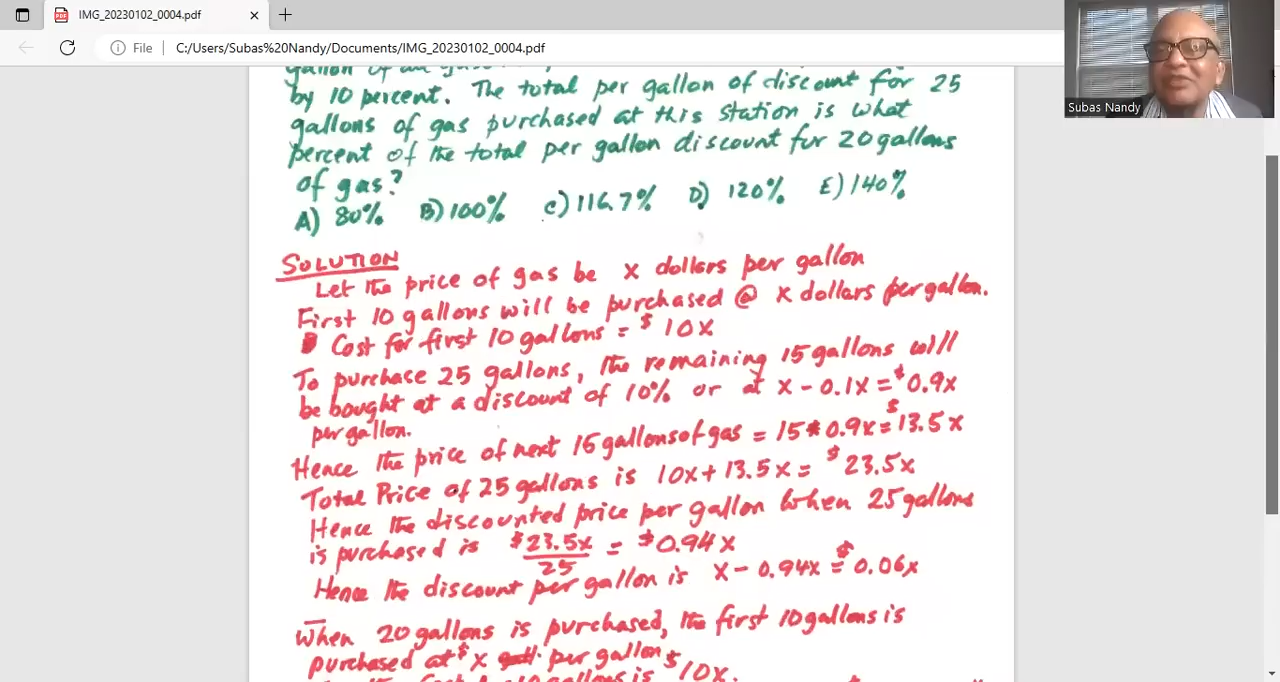 IMG_20230102_0004.pdf
File C:/Users/Subas%20Nandy/Documents/IMG_20230102_0004.pdf
Subas Nandy
gallon of
by 10 percent. The total per gallon of discount for 25
gallons of gas purchased at this station is what
percent of the total per gallon discount for 20 gallons
of gas?
A) 80% B) 100% C) 116.7% D) 120% E) 140%
SOLUTION
Let the price of gas be x dollars per gallon
First 10 gallons will be purchased @ x dollars per gallon.
Cost for first 10 gallons = $ 10x
To purchase 25 gallons, the remaining 15 gallons will
be bought at a discount of 10% or at x - 0.1x = $0.9x
per gallon.
Hence the price of next 15 gallons of gas = 15 * 0.9x = $13.5x
Total Price of 25 gallons is 10x + 13.5x = $23.5x
Hence the discounted price per gallon when 25 gallons
is purchased is $23.5x/25 = $0.94x
Hence the discount per gallon is x - 0.94x = $0.06x
When 20 gallons is purchased, the first 10 gallons is
purchased at $x per gallon
10 gallons is $10x.